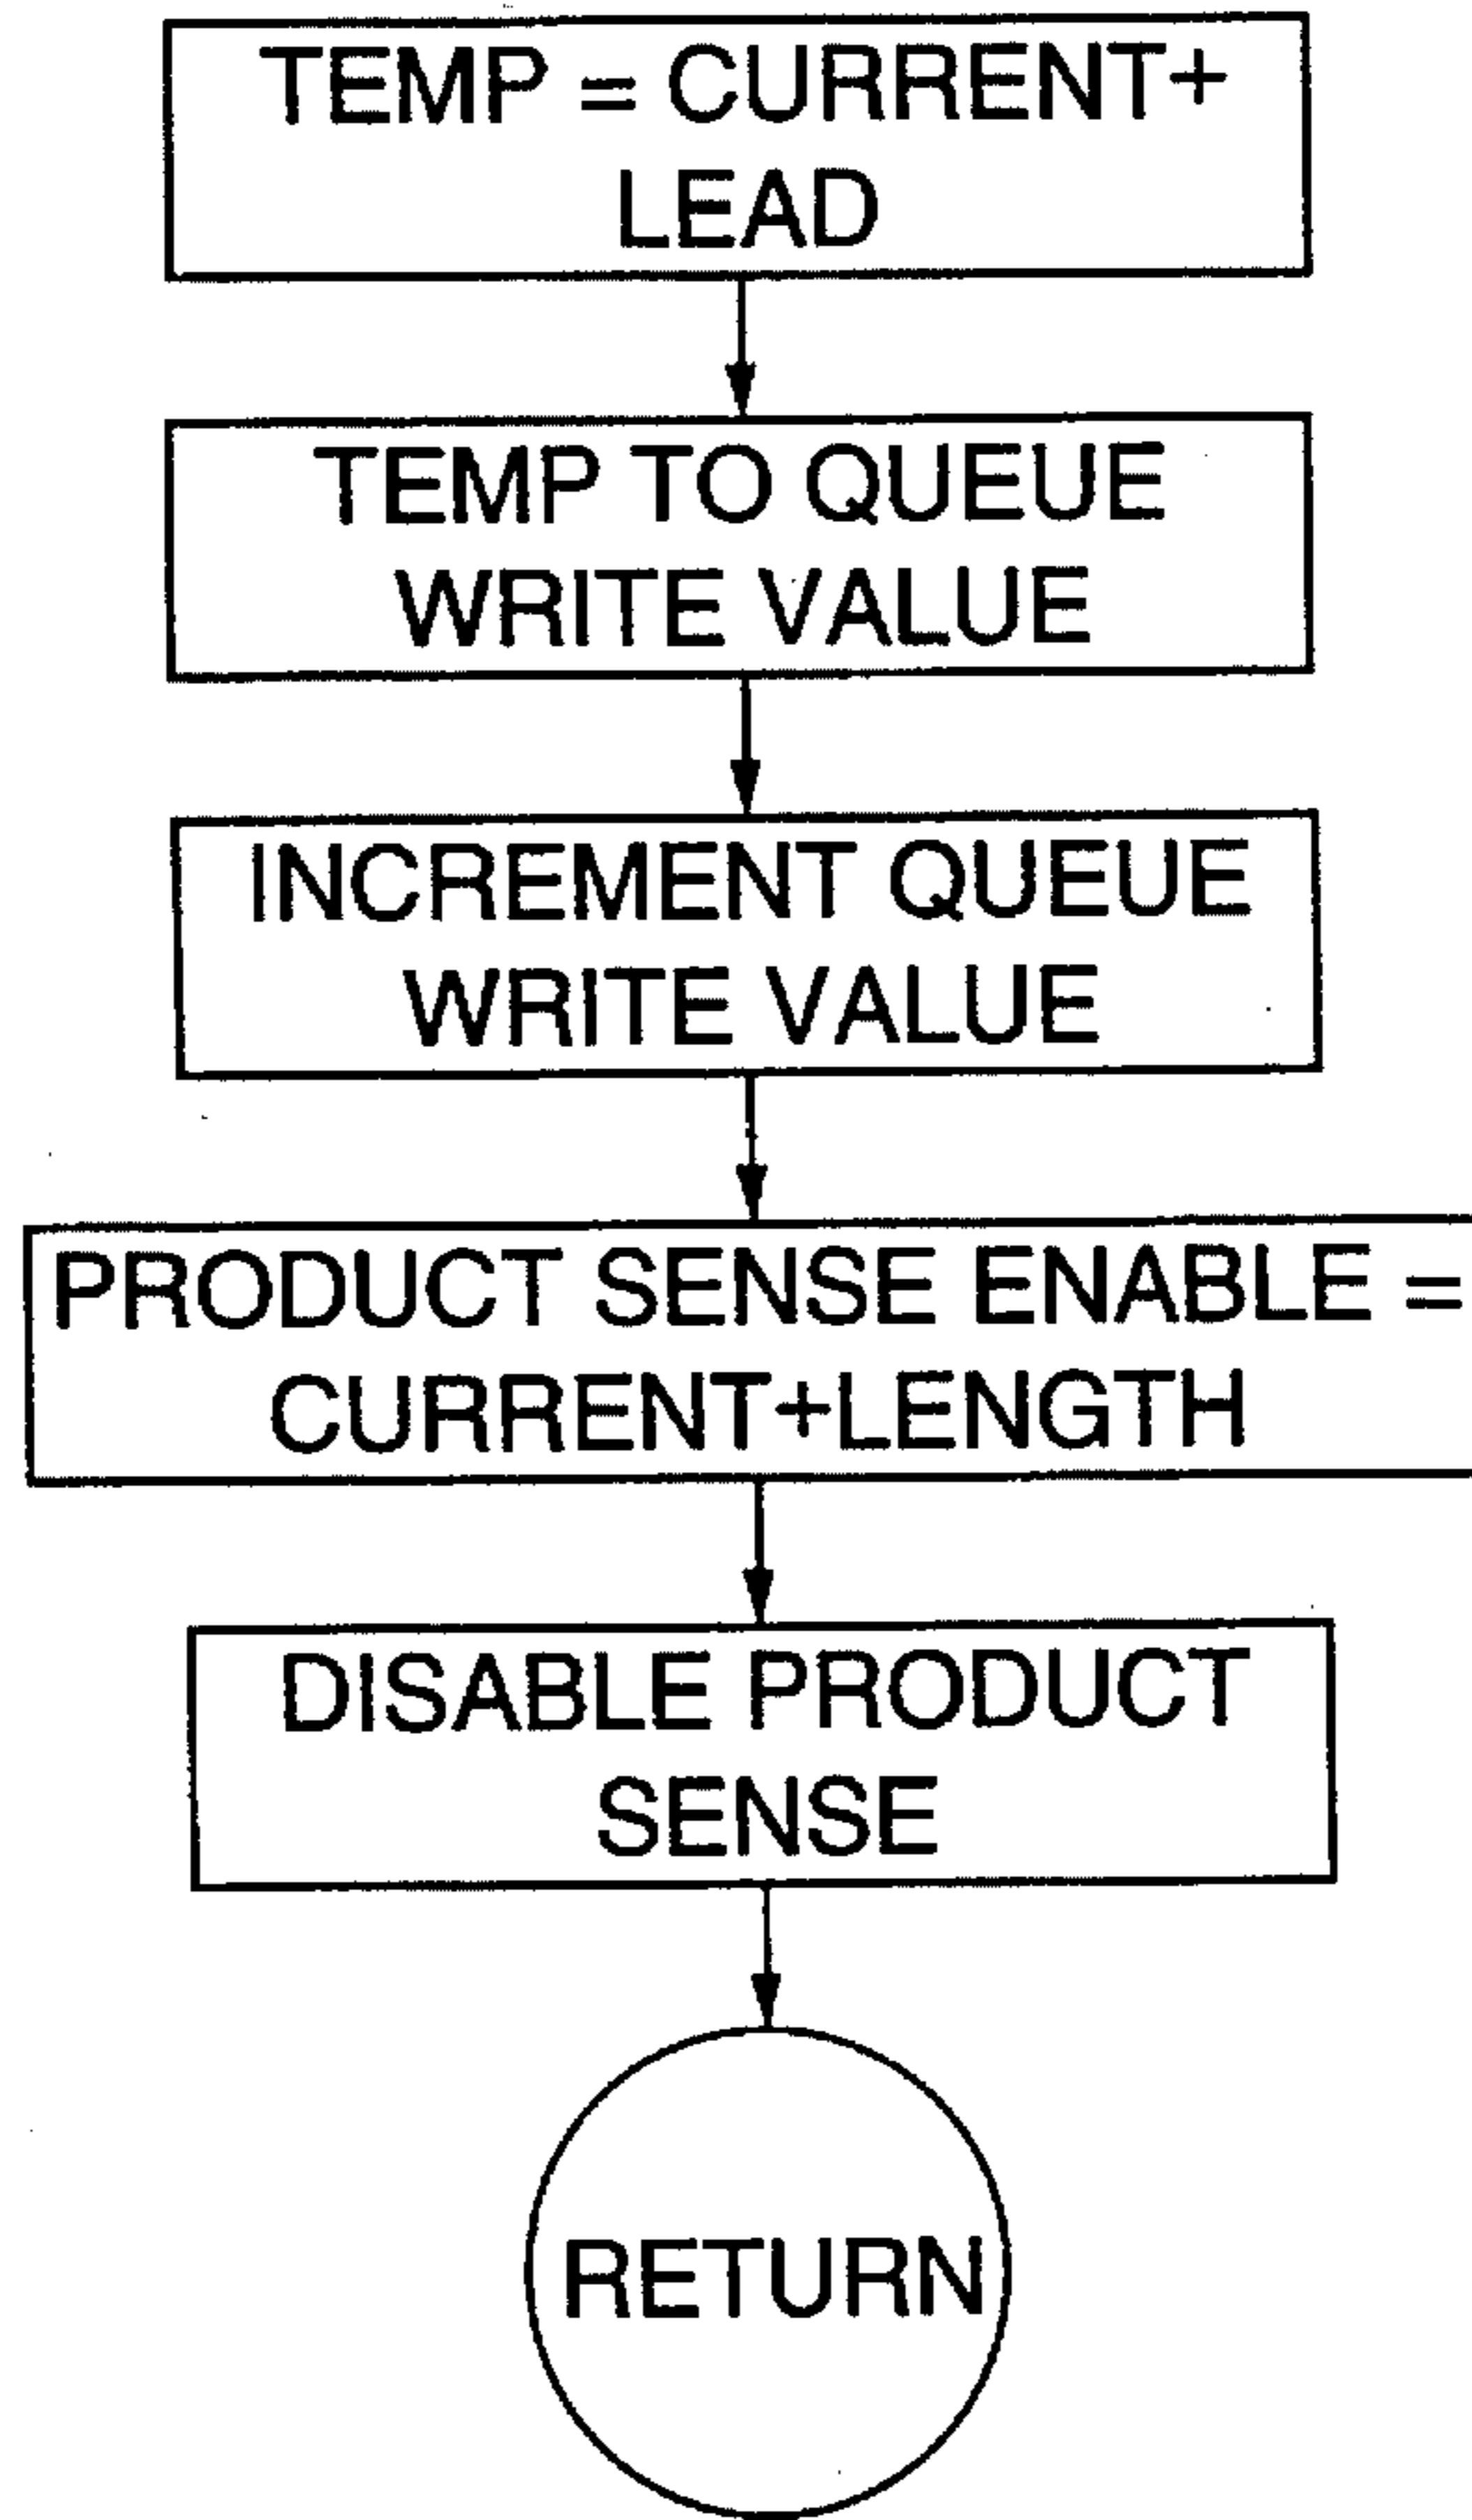 TEMP = CURRENT+
LEAD
TEMP TO QUEUE
WRITE VALUE
INCREMENT QUEUE
WRITE VALUE
PRODUCT SENSE ENABLE =
CURRENT+LENGTH
DISABLE PRODUCT
SENSE
RETURN